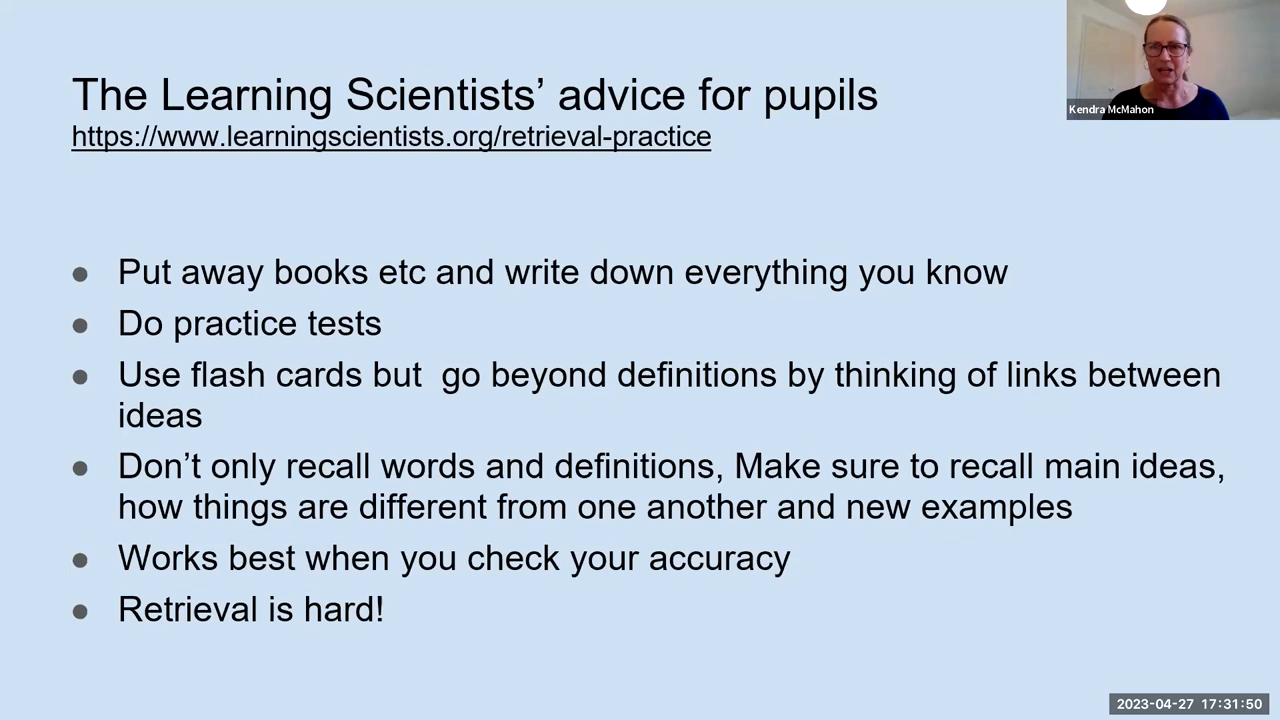 The Learning Scientists’ advice for pupils
https://www.learningscientists.org/retrieval-practice
Kendra McMahon
● Put away books etc and write down everything you know
● Do practice tests
● Use flash cards but  go beyond definitions by thinking of links between
ideas
● Don’t only recall words and definitions, Make sure to recall main ideas,
how things are different from one another and new examples
● Works best when you check your accuracy
● Retrieval is hard!
2023-04-27 17:31:50